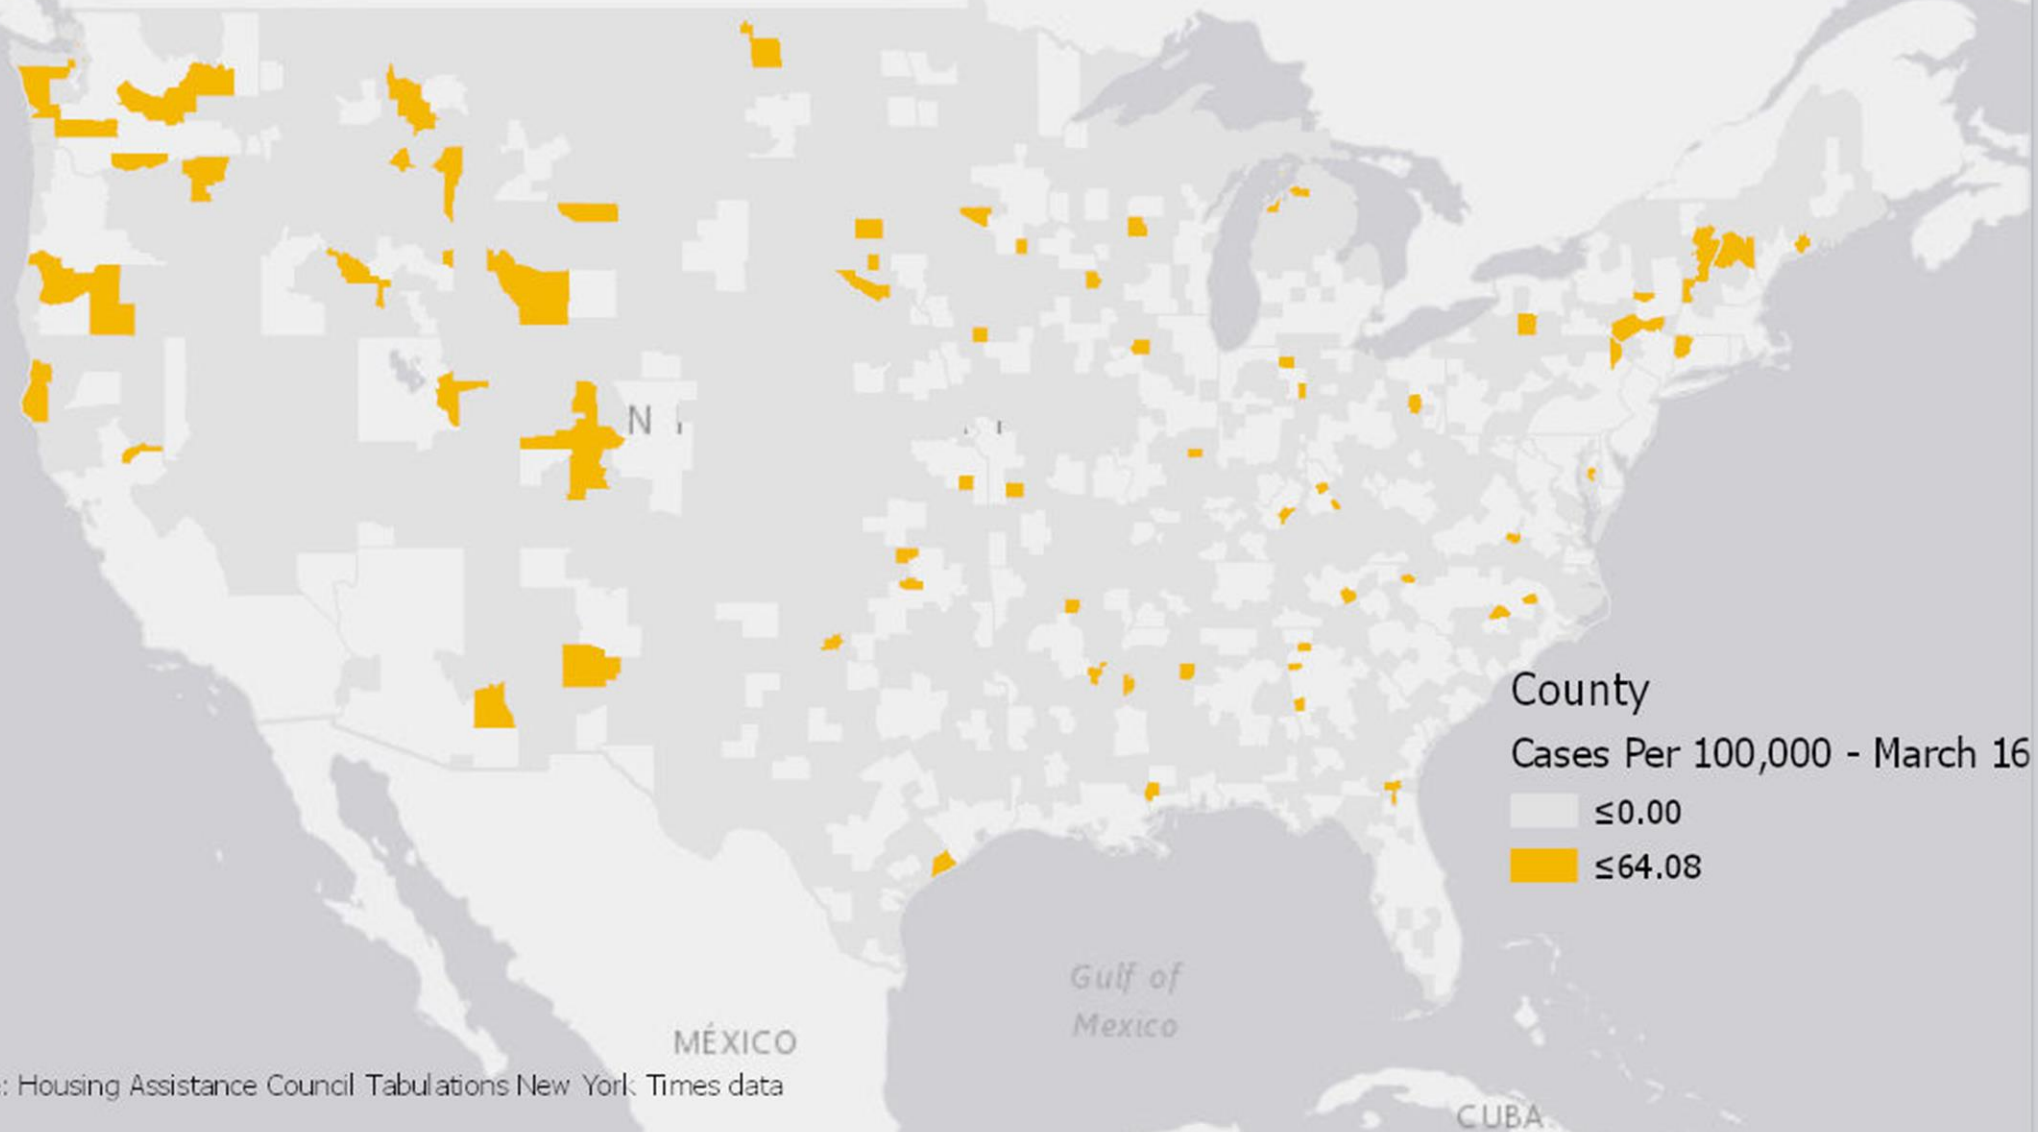 County
Cases Per 100,000 - March 16
≤0.00
≤64.08
Gulf of
Mexico
MÉXICO
: Housing Assistance Council Tabulations New York Times data
CUBA